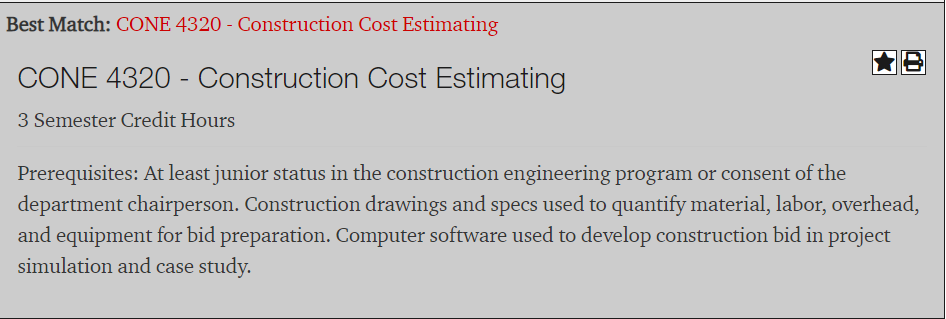 Best Match: CONE 4320 - Construction Cost Estimating
CONE 4320 - Construction Cost Estimating
3 Semester Credit Hours
Prerequisites: At least junior status in the construction engineering program or consent of the
department chairperson. Construction drawings and specs used to quantify material, labor, overhead,
and equipment for bid preparation. Computer software used to develop construction bid in project
simulation and case study.